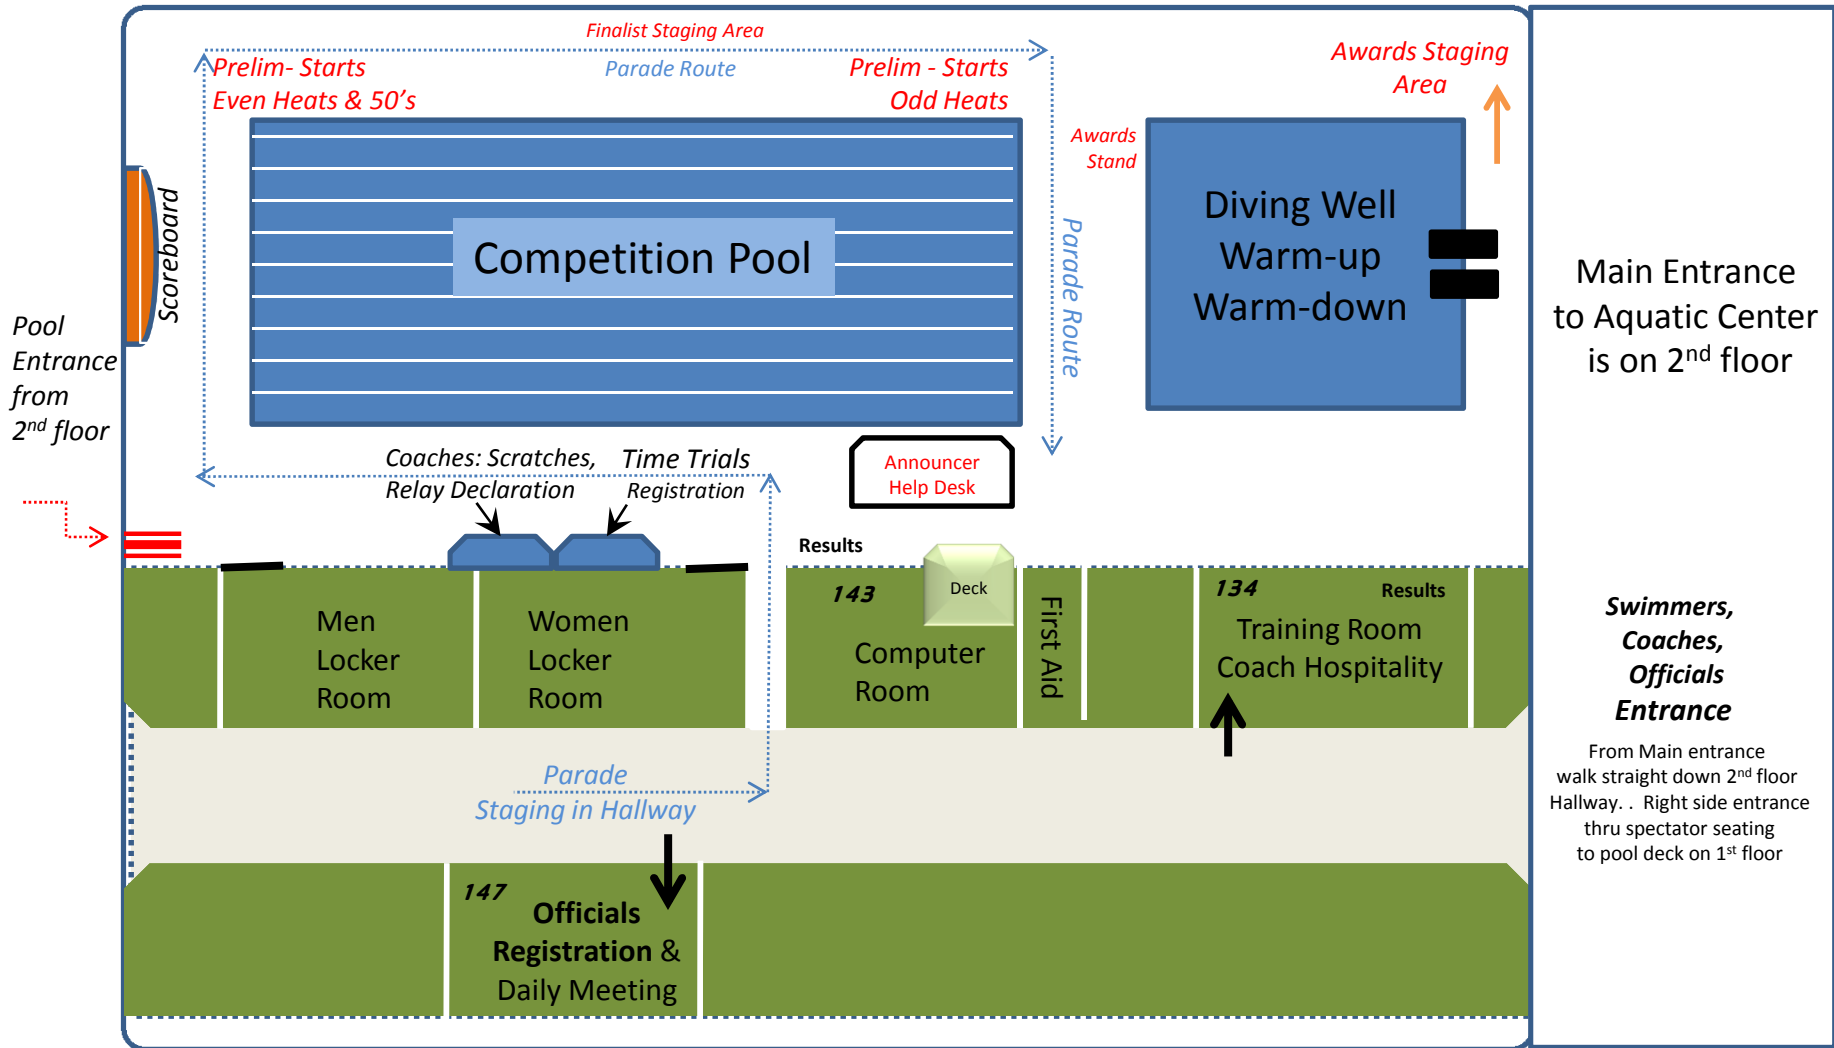 Finalist Staging Area
Parade Route
Prelim- Starts
Even Heats & 50's
Prelim - Starts
Odd Heats
Awards Staging
Area
Awards
Stand
Scoreboard
Competition Pool
Parade Route
Diving Well
Warm-up
Warm-down
Pool
Entrance
from
2nd floor
Main Entrance
to Aquatic Center
is on 2nd floor
Coaches: Scratches,
Relay Declaration
Time Trials
Registration
Announcer
Help Desk
Results
Men
Locker
Room
Women
Locker
Room
143
Deck
Computer
Room
First Aid
134
Results
Training Room
Coach Hospitality
Swimmers,
Coaches,
Officials
Entrance
From Main entrance
walk straight down 2nd floor
Hallway. . Right side entrance
thru spectator seating
to pool deck on 1st floor
Parade
Staging in Hallway
147
Officials
Registration &
Daily Meeting